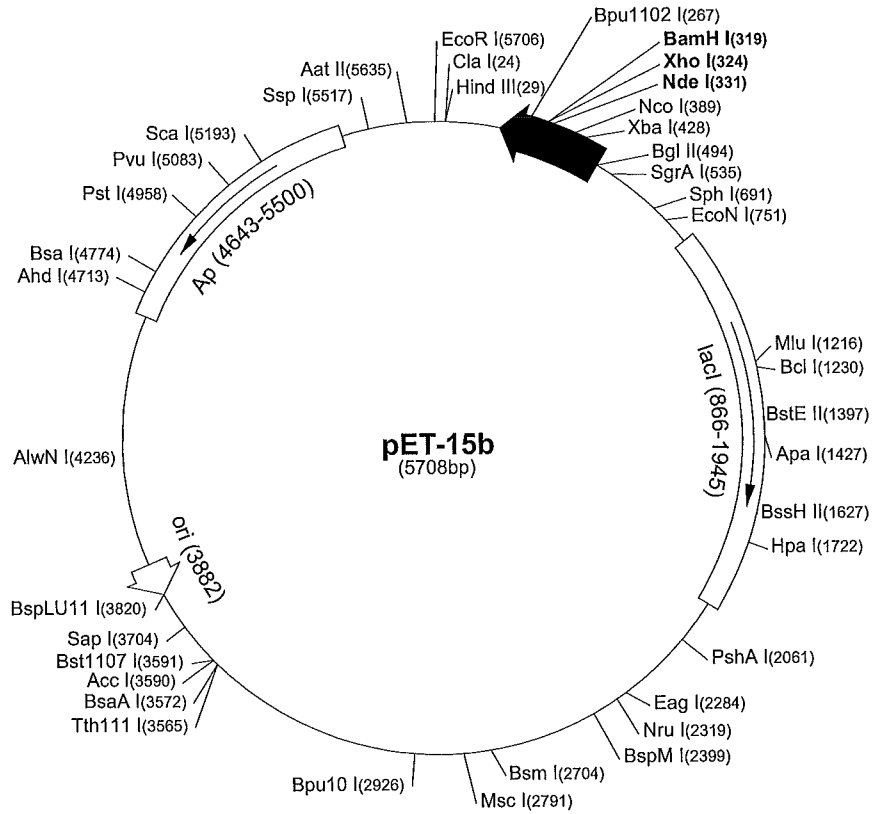 EcoR I(5706)
Cla I(24)
Hind III(29)
Bpu1102 I(267)
BamH I(319)
Xho I(324)
Nde I(331)
Nco I(389)
Xba I(428)
Bgl II(494)
SgrA I(535)
Sph I(691)
EcoN I(751)
Mlu I(1216)
Bcl I(1230)
BstE II(1397)
Apa I(1427)
BssH II(1627)
Hpa I(1722)
lacI (866-1945)
PshA I(2061)
Eag I(2284)
Nru I(2319)
BspM I(2399)
Bsm I(2704)
Msc I(2791)
Bpu10 I(2926)
Tth111 I(3565)
BsaA I(3572)
Acc I(3590)
Bst1107 I(3591)
Sap I(3704)
BspLU11 I(3820)
ori (3882)
AlwN I(4236)
Ahd I(4713)
Bsa I(4774)
Pst I(4958)
Pvu I(5083)
Sca I(5193)
Ap (4643-5500)
Ssp I(5517)
Aat II(5635)
pET-15b
(5708bp)